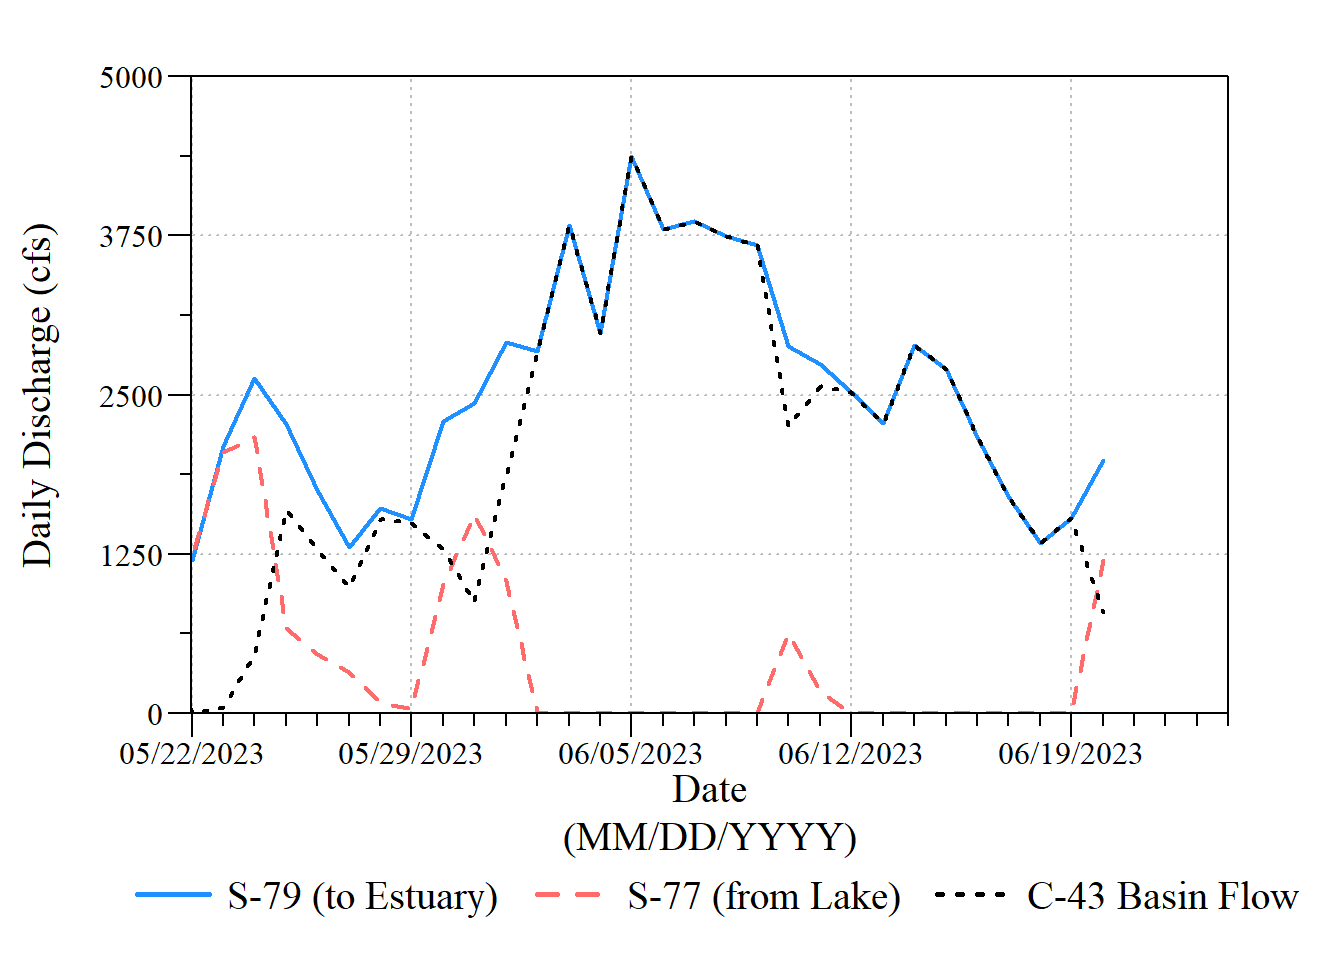 Daily Discharge (cfs)
5000
3750
2500
1250
0
05/22/2023 05/29/2023 06/05/2023 06/12/2023 06/19/2023
Date
(MM/DD/YYYY)
S-79 (to Estuary) S-77 (from Lake) C-43 Basin Flow